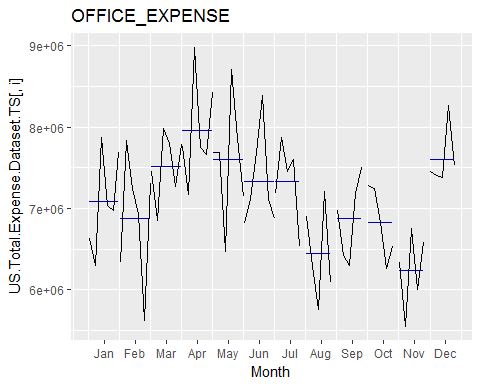 OFFICE_EXPENSE
9e+06
8e+06
7e+06
6e+06
US.Total.Expense.Dataset.TS[, i]
Jan Feb Mar Apr May Jun Jul Aug Sep Oct Nov Dec
Month